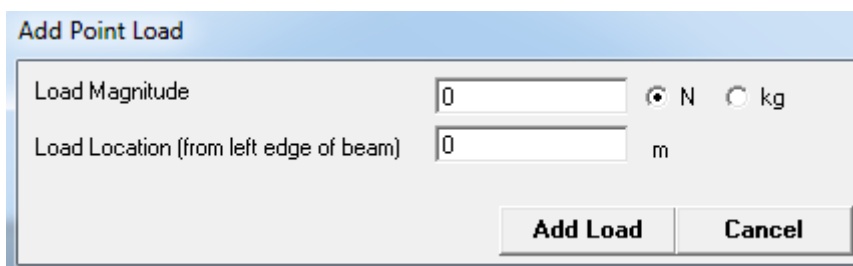 Add Point Load
Load Magnitude 0 N kg
Load Location (from left edge of beam) 0 m
Add Load Cancel